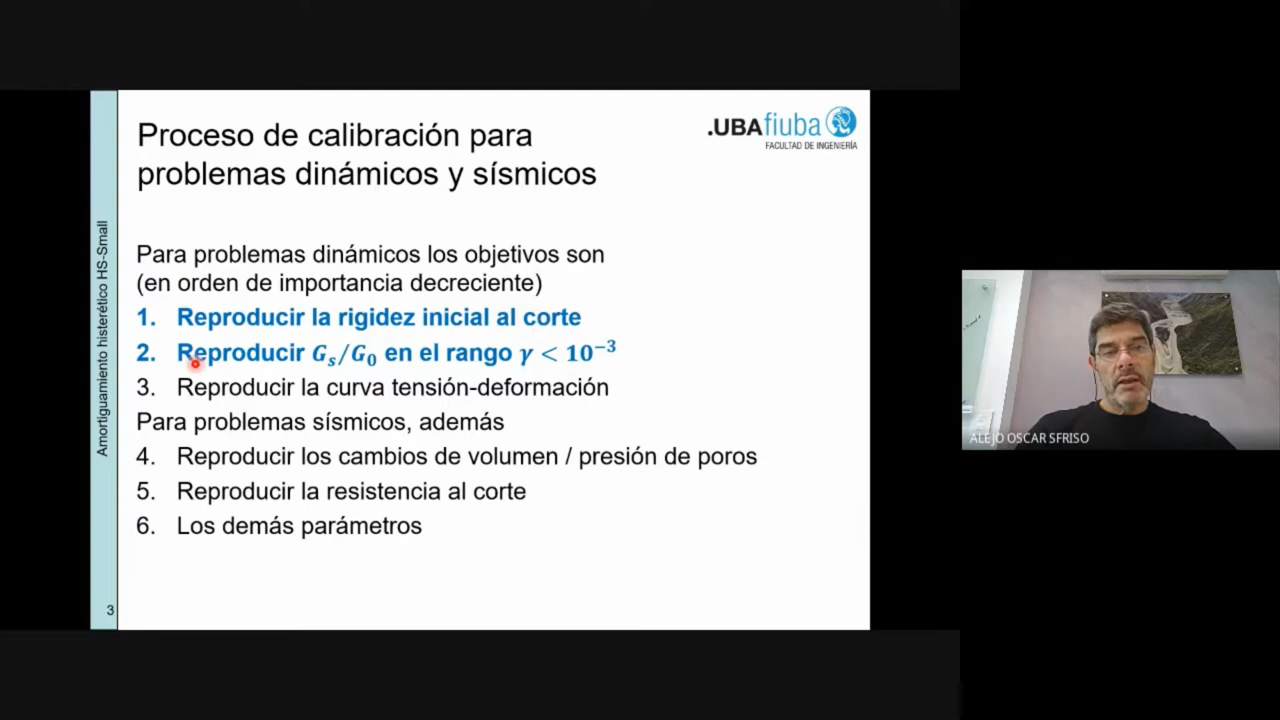 Proceso de calibración para
problemas dinámicos y sísmicos
.UBAfiuba
FACULTAD DE INGENIERÍA
Amortiguamiento histerético HS-Small
Para problemas dinámicos los objetivos son
(en orden de importancia decreciente)
1. Reproducir la rigidez inicial al corte
2. Reproducir Gₛ/G₀ en el rango γ < 10⁻³
3. Reproducir la curva tensión-deformación
Para problemas sísmicos, además
4. Reproducir los cambios de volumen / presión de poros
5. Reproducir la resistencia al corte
6. Los demás parámetros
3
ALEJO OSCAR SFRISO